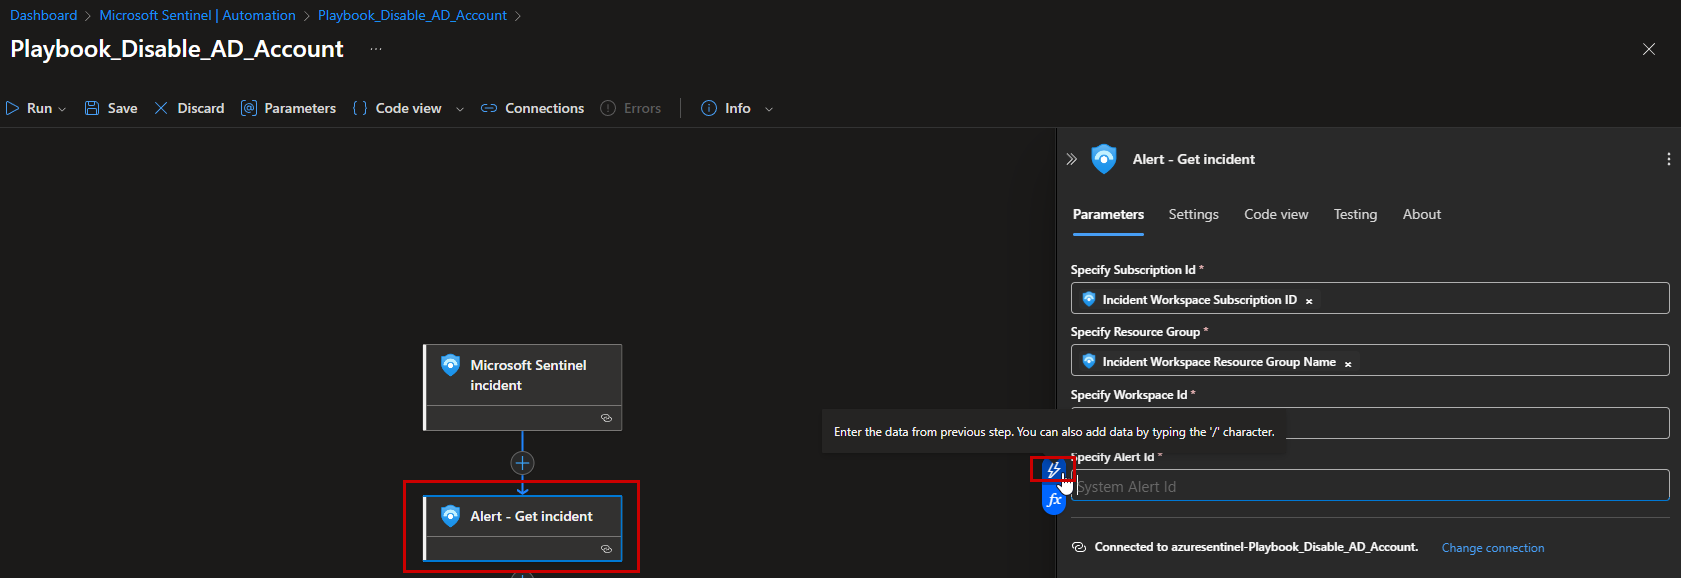 Dashboard > Microsoft Sentinel | Automation > Playbook_Disable_AD_Account >
Playbook_Disable_AD_Account ...
Run Save Discard Parameters Code view Connections Errors Info
Alert - Get incident
Parameters Settings Code view Testing About
Specify Subscription Id *
Incident Workspace Subscription ID ×
Specify Resource Group *
Incident Workspace Resource Group Name ×
Specify Workspace Id *
Enter the data from previous step. You can also add data by typing the '/' character.
Specify Alert Id *
System Alert Id
fx
Connected to azuresentinel-Playbook_Disable_AD_Account. Change connection
Microsoft Sentinel
incident
Alert - Get incident